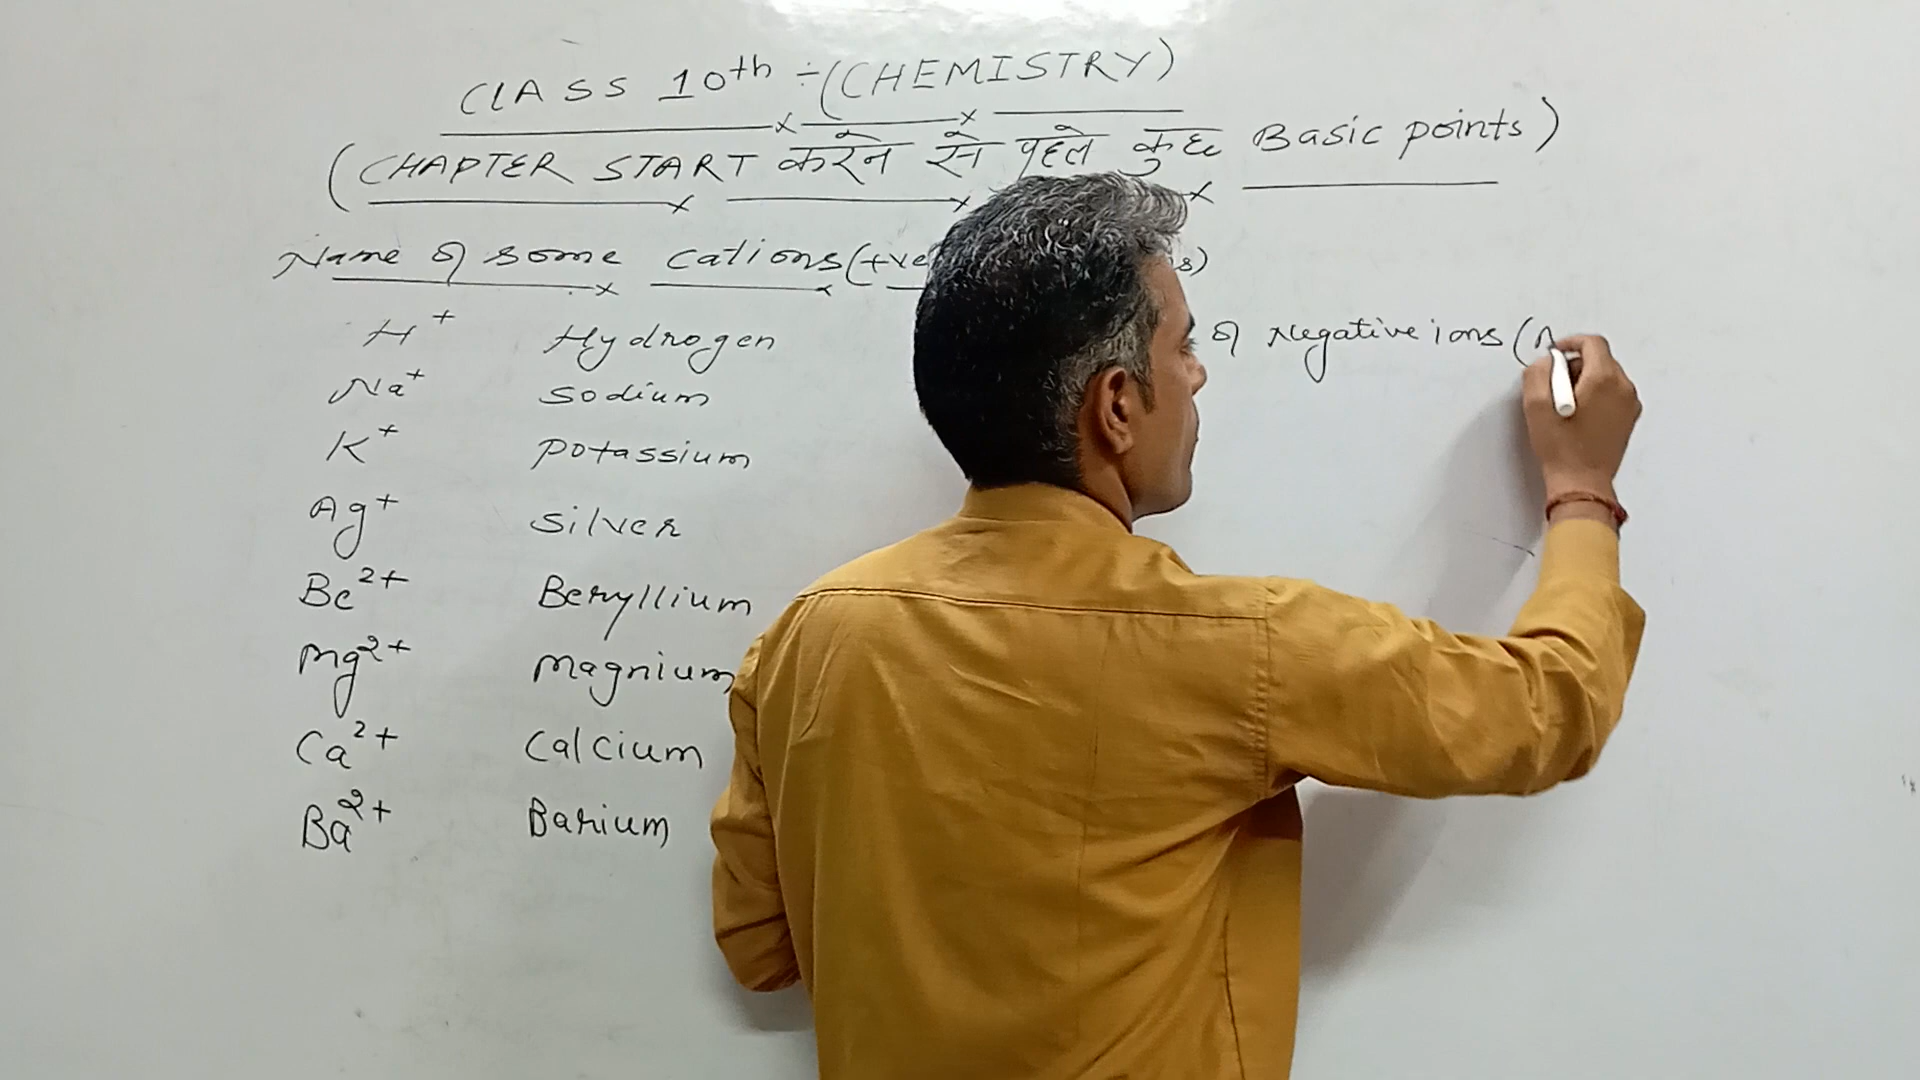 CLASS 10th ÷ (CHEMISTRY)
(CHAPTER START करने से पहले कुछ Basic points)
Name of some cations (+ve s)
H+ Hydrogen
Na+ Sodium
K+ Potassium
Ag+ Silver
Be2+ Beryllium
Mg2+ Magnium
Ca2+ Calcium
Ba2+ Barium
of Negative ions (